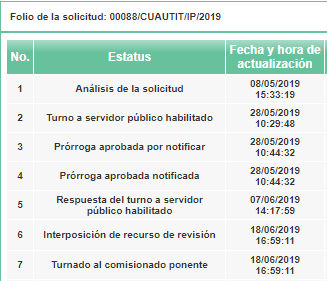 Folio de la solicitud: 00088/CUAUTIT/IP/2019
No. Estatus Fecha y hora de
actualización
1 Análisis de la solicitud 08/05/2019
15:33:19
2 Turno a servidor público habilitado 28/05/2019
10:29:48
3 Prórroga aprobada por notificar 28/05/2019
10:44:32
4 Prórroga aprobada notificada 28/05/2019
10:44:32
5 Respuesta del turno a servidor
público habilitado 07/06/2019
14:17:59
6 Interposición de recurso de revisión 18/06/2019
16:59:11
7 Turnado al comisionado ponente 18/06/2019
16:59:11